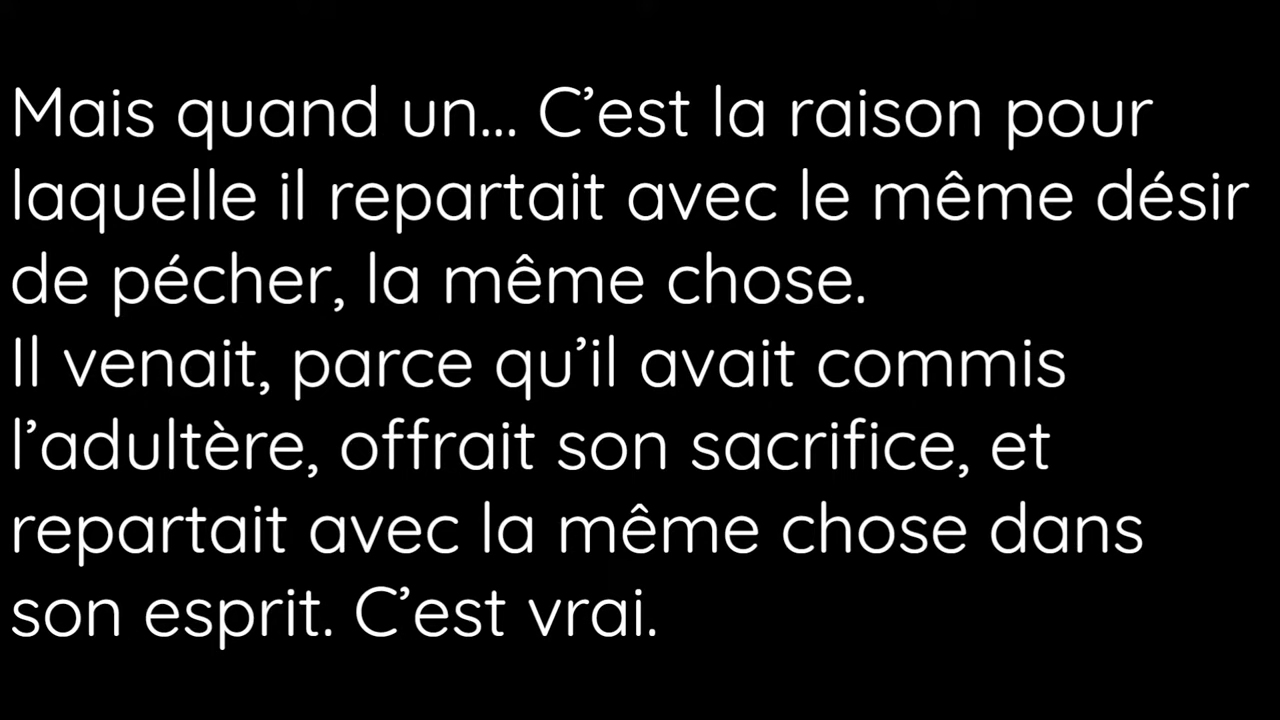 Mais quand un... C’est la raison pour
laquelle il repartait avec le même désir
de pécher, la même chose.
Il venait, parce qu’il avait commis
l’adultère, offrait son sacrifice, et
repartait avec la même chose dans
son esprit. C’est vrai.